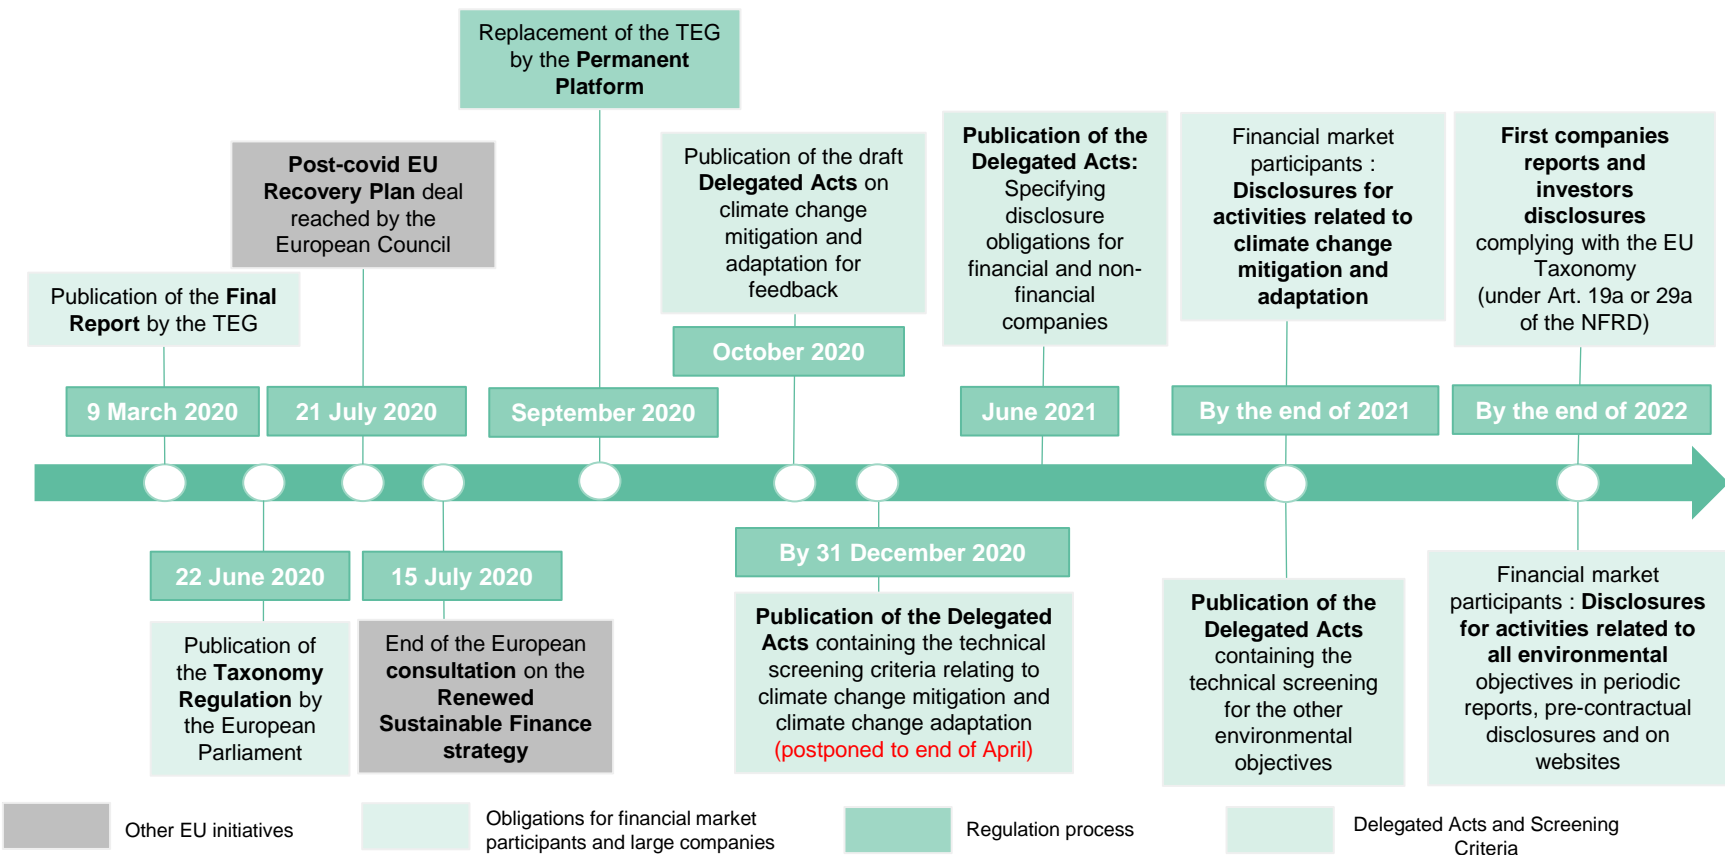 Replacement of the TEG
by the Permanent
Platform
Post-covid EU
Recovery Plan deal
reached by the
European Council
Publication of the draft
Delegated Acts on
climate change
mitigation and
adaptation for
feedback
Publication of the
Delegated Acts:
Specifying
disclosure
obligations for
financial and non-
financial
companies
Financial market
participants :
Disclosures for
activities related to
climate change
mitigation and
adaptation
First companies
reports and
investors
disclosures
complying with the EU
Taxonomy
(under Art. 19a or 29a
of the NFRD)
Publication of the Final
Report by the TEG
October 2020
9 March 2020
21 July 2020
September 2020
June 2021
By the end of 2021
By the end of 2022
22 June 2020
15 July 2020
By 31 December 2020
Publication of
the Taxonomy
Regulation by
the European
Parliament
End of the European
consultation on the
Renewed
Sustainable Finance
strategy
Publication of the Delegated
Acts containing the technical
screening criteria relating to
climate change mitigation and
climate change adaptation
(postponed to end of April)
Publication of the
Delegated Acts
containing the
technical screening
for the other
environmental
objectives
Financial market
participants : Disclosures
for activities related to
all environmental
objectives in periodic
reports, pre-contractual
disclosures and on
websites
Other EU initiatives
Obligations for financial market
participants and large companies
Regulation process
Delegated Acts and Screening
Criteria